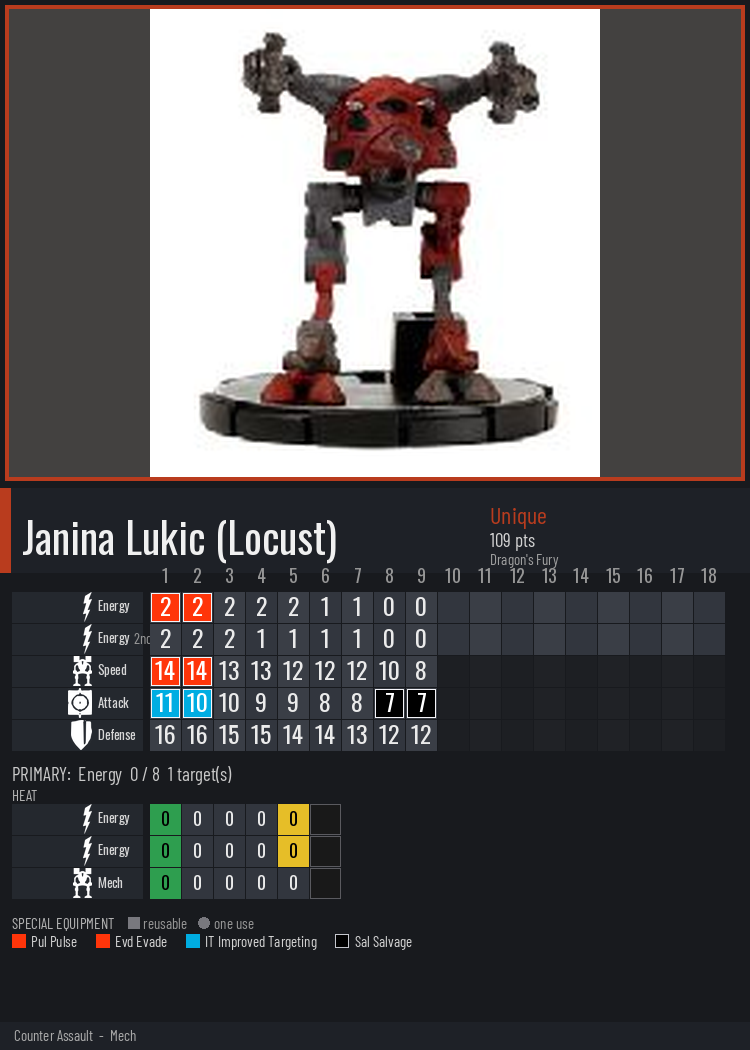 Janina Lukic (Locust)
Unique
109 pts
Dragon's Fury
1 2 3 4 5 6 7 8 9 10 11 12 13 14 15 16 17 18
Energy 2 2 2 2 2 1 1 0 0
Energy 2nd 2 2 2 1 1 1 1 0 0
Speed 14 14 13 13 12 12 12 10 8
Attack 11 10 10 9 9 8 8 7 7
Defense 16 16 15 15 14 14 13 12 12
PRIMARY: Energy 0 / 8 1 target(s)
HEAT
Energy 0 0 0 0 0
Energy 0 0 0 0 0
Mech 0 0 0 0 0
SPECIAL EQUIPMENT reusable one use
Pul Pulse Evd Evade IT Improved Targeting Sal Salvage
Counter Assault - Mech